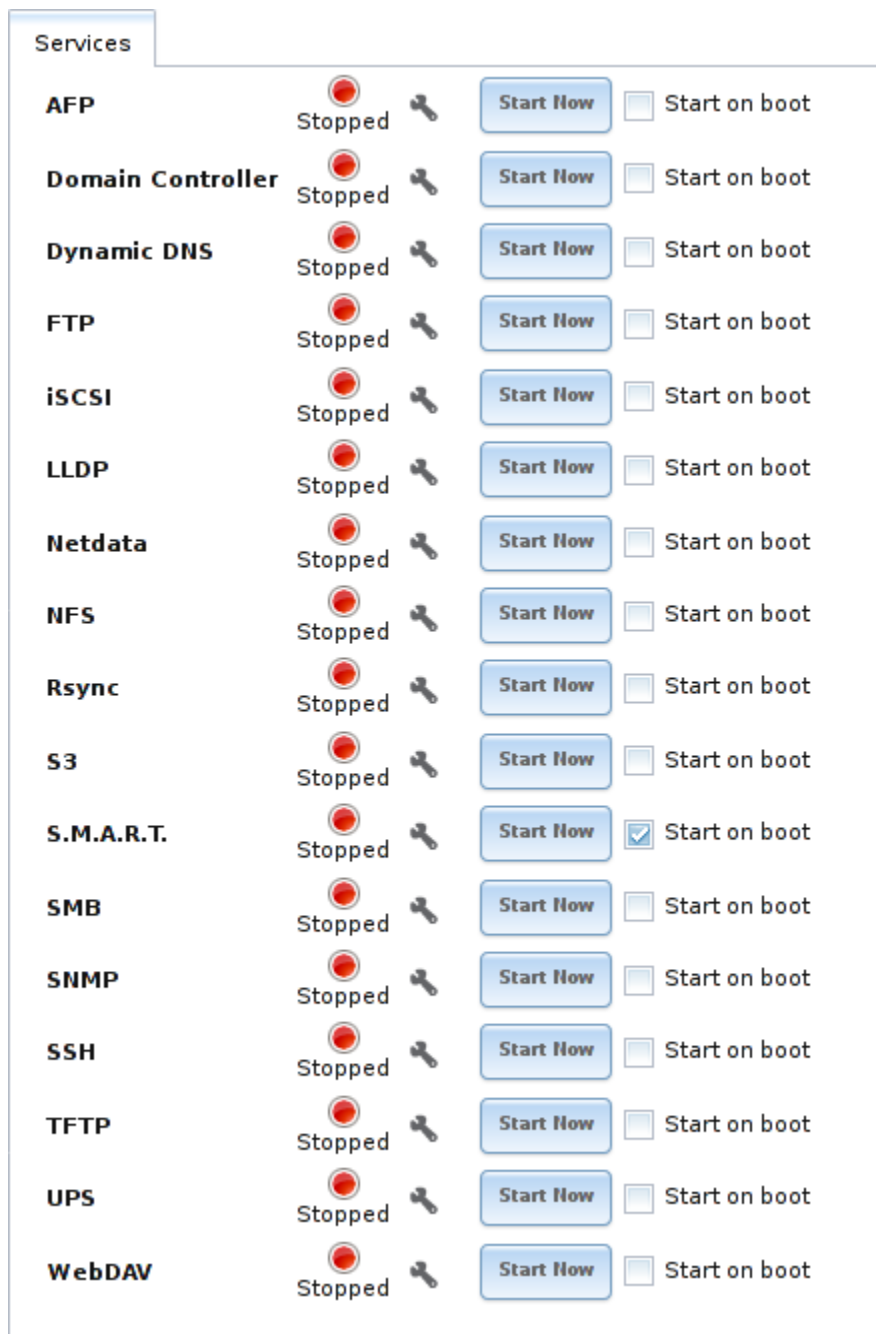 Services
AFP Stopped Start Now Start on boot
Domain Controller Stopped Start Now Start on boot
Dynamic DNS Stopped Start Now Start on boot
FTP Stopped Start Now Start on boot
iSCSI Stopped Start Now Start on boot
LLDP Stopped Start Now Start on boot
Netdata Stopped Start Now Start on boot
NFS Stopped Start Now Start on boot
Rsync Stopped Start Now Start on boot
S3 Stopped Start Now Start on boot
S.M.A.R.T. Stopped Start Now Start on boot
SMB Stopped Start Now Start on boot
SNMP Stopped Start Now Start on boot
SSH Stopped Start Now Start on boot
TFTP Stopped Start Now Start on boot
UPS Stopped Start Now Start on boot
WebDAV Stopped Start Now Start on boot